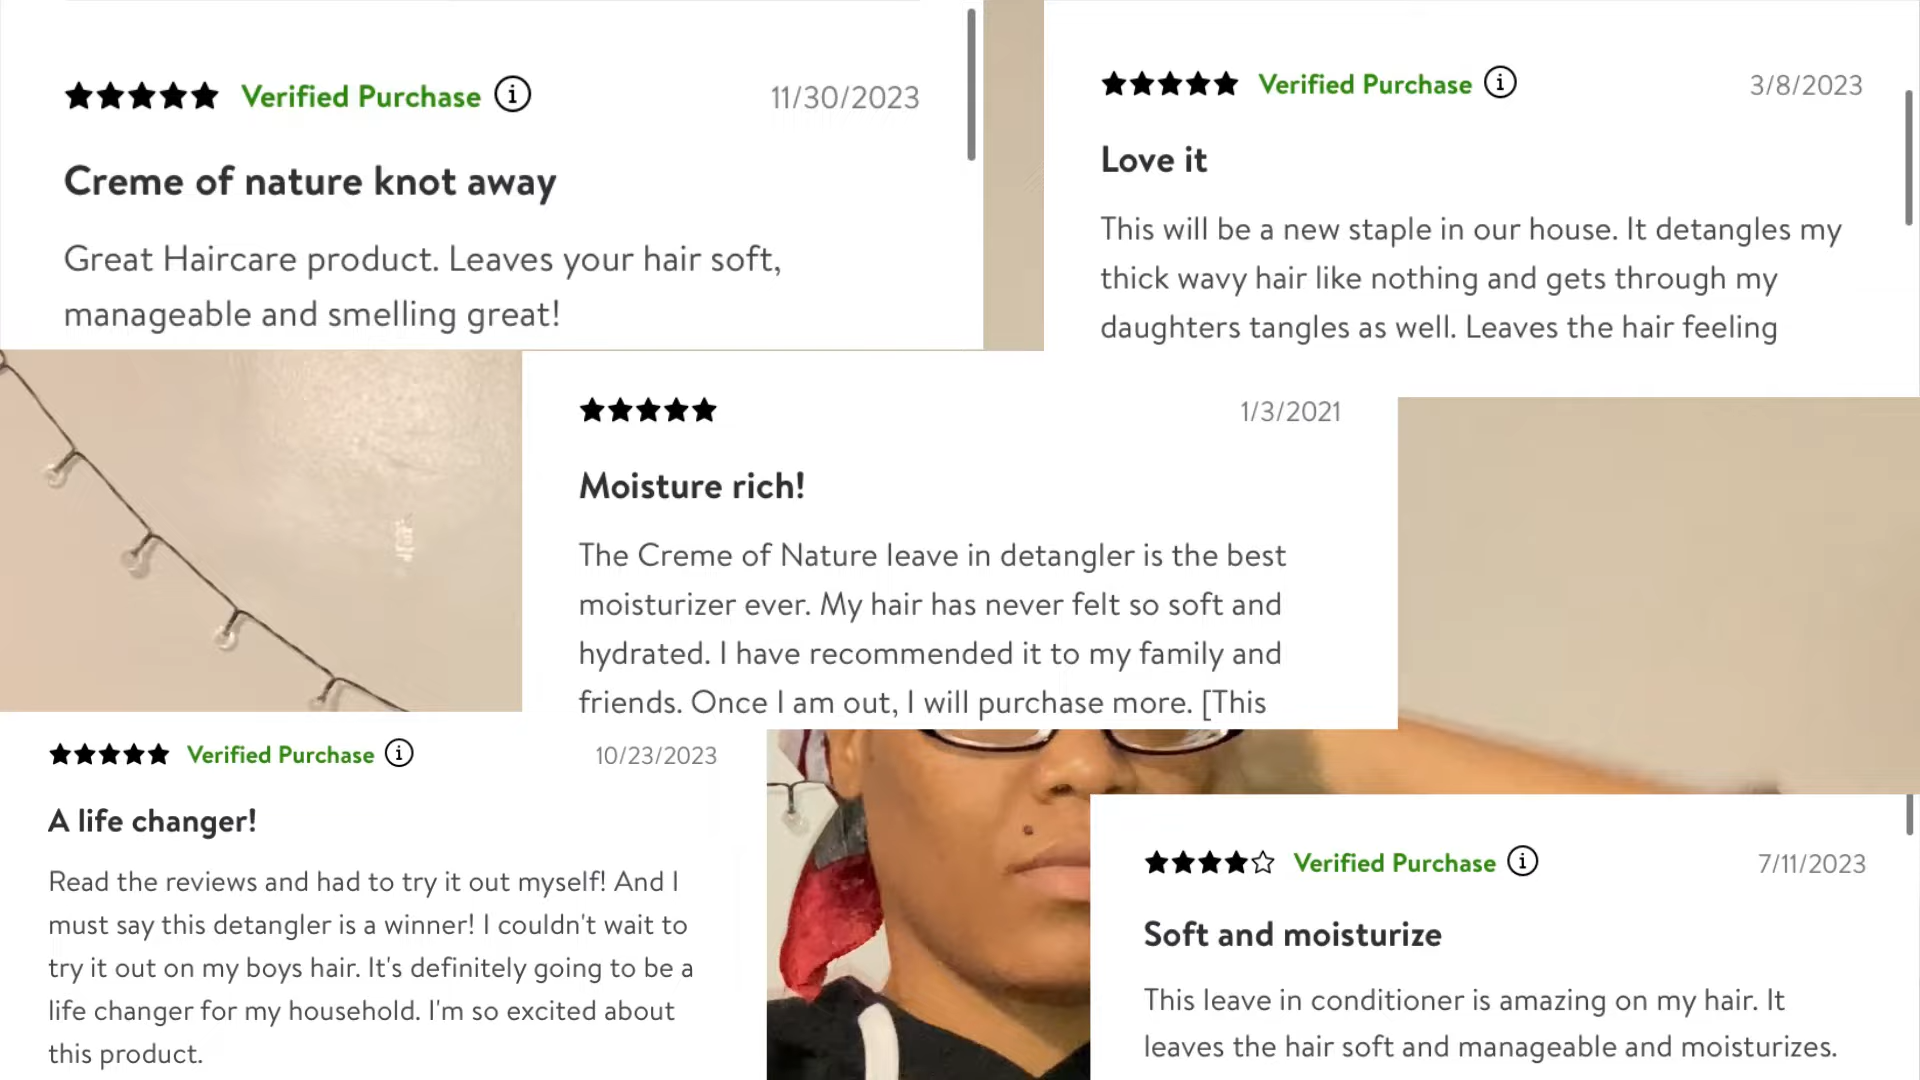 Verified Purchase
11/30/2023
Creme of nature knot away
Great Haircare product. Leaves your hair soft,
manageable and smelling great!
Verified Purchase
3/8/2023
Love it
This will be a new staple in our house. It detangles my
thick wavy hair like nothing and gets through my
daughters tangles as well. Leaves the hair feeling
1/3/2021
Moisture rich!
The Creme of Nature leave in detangler is the best
moisturizer ever. My hair has never felt so soft and
hydrated. I have recommended it to my family and
friends. Once I am out, I will purchase more. [This
Verified Purchase
10/23/2023
A life changer!
Read the reviews and had to try it out myself! And I
must say this detangler is a winner! I couldn't wait to
try it out on my boys hair. It's definitely going to be a
life changer for my household. I'm so excited about
this product.
Verified Purchase
7/11/2023
Soft and moisturize
This leave in conditioner is amazing on my hair. It
leaves the hair soft and manageable and moisturizes.